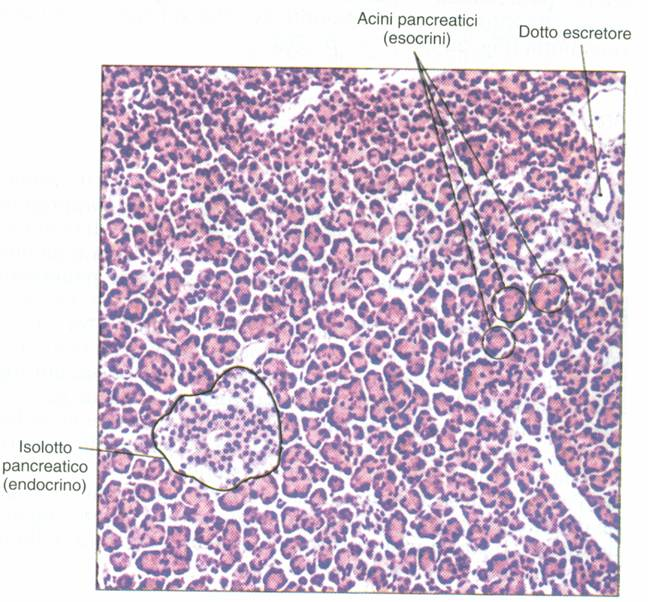 Acini pancreatici
(esocrini)
Dotto escretore
Isolotto
pancreatico
(endocrino)